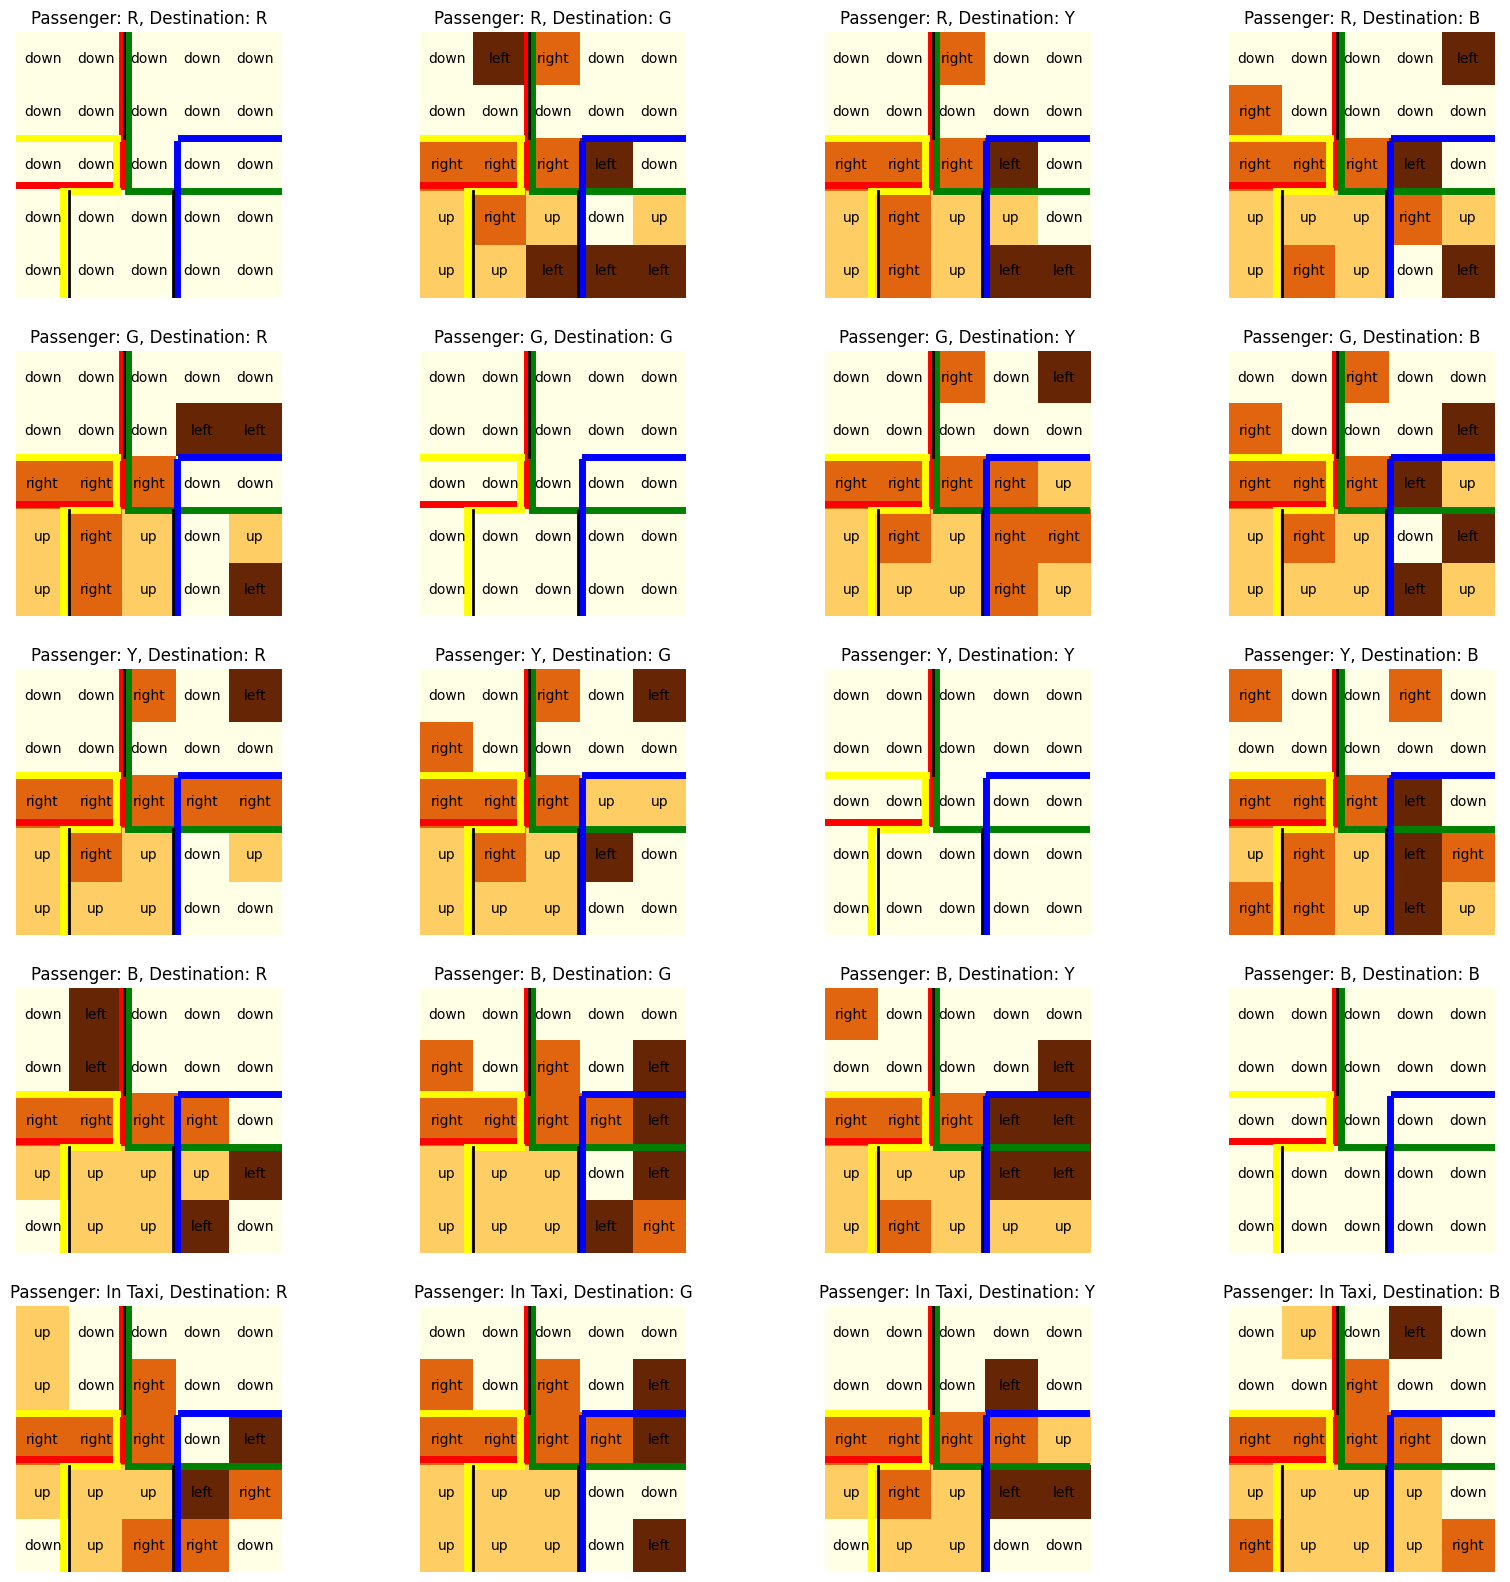 Passenger: R, Destination: R Passenger: R, Destination: G Passenger: R, Destination: Y Passenger: R, Destination: B
down down down down down down left right down down down down right down down down down down down left
down down down down down down down down down down down down down down down right down down down down
down down down down down right right right left down right right right left down right right right left down
down down down down down up right up down up up right up up down up up up right up
down down down down down up up left left left up right up left left up right up down left
Passenger: G, Destination: R Passenger: G, Destination: G Passenger: G, Destination: Y Passenger: G, Destination: B
down down down down down down down down down down down down right down left down down right down down
down down down left left down down down down down down down down down down right down down down left
right right right down down down down down down down right right right right up right right right left up
up right up down up down down down down down up right up right right up right up down left
up right up down left down down down down down up up up right up up up up left up
Passenger: Y, Destination: R Passenger: Y, Destination: G Passenger: Y, Destination: Y Passenger: Y, Destination: B
down down right down left down down right down left down down down down down right down down right down
down down down down down right down down down down down down down down down down down down down down
right right right right right right right right up up down down down down down right right right left down
up right up down up up right up left down down down down down down up right up left right
up up up down down up up up down down down down down down down right right up left up
Passenger: B, Destination: R Passenger: B, Destination: G Passenger: B, Destination: Y Passenger: B, Destination: B
down left down down down down down down down down right down down down down down down down down down
down left down down down right down right down left down down down down left down down down down down
right right right right down right right right right left right right right left left down down down down down
up up up up left up up up down left up up up left left down down down down down
down up up left down up up up left right up right up up up down down down down down
Passenger: In Taxi, Destination: R Passenger: In Taxi, Destination: G Passenger: In Taxi, Destination: Y Passenger: In Taxi, Destination: B
up down down down down down down down down down down down down down down down up down left down
up down right down down right down right down left down down down left down down down right down down
right right right down left right right right right left right right right right up right right right right down
up up up left right up up up down down up right up left left up up up up down
down up right right down up up up down left down up up down down right up up up right